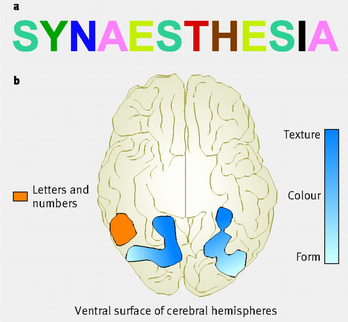 a
SYNAESTHESIA
b
Texture
Letters and
numbers
Colour
Form
Ventral surface of cerebral hemispheres